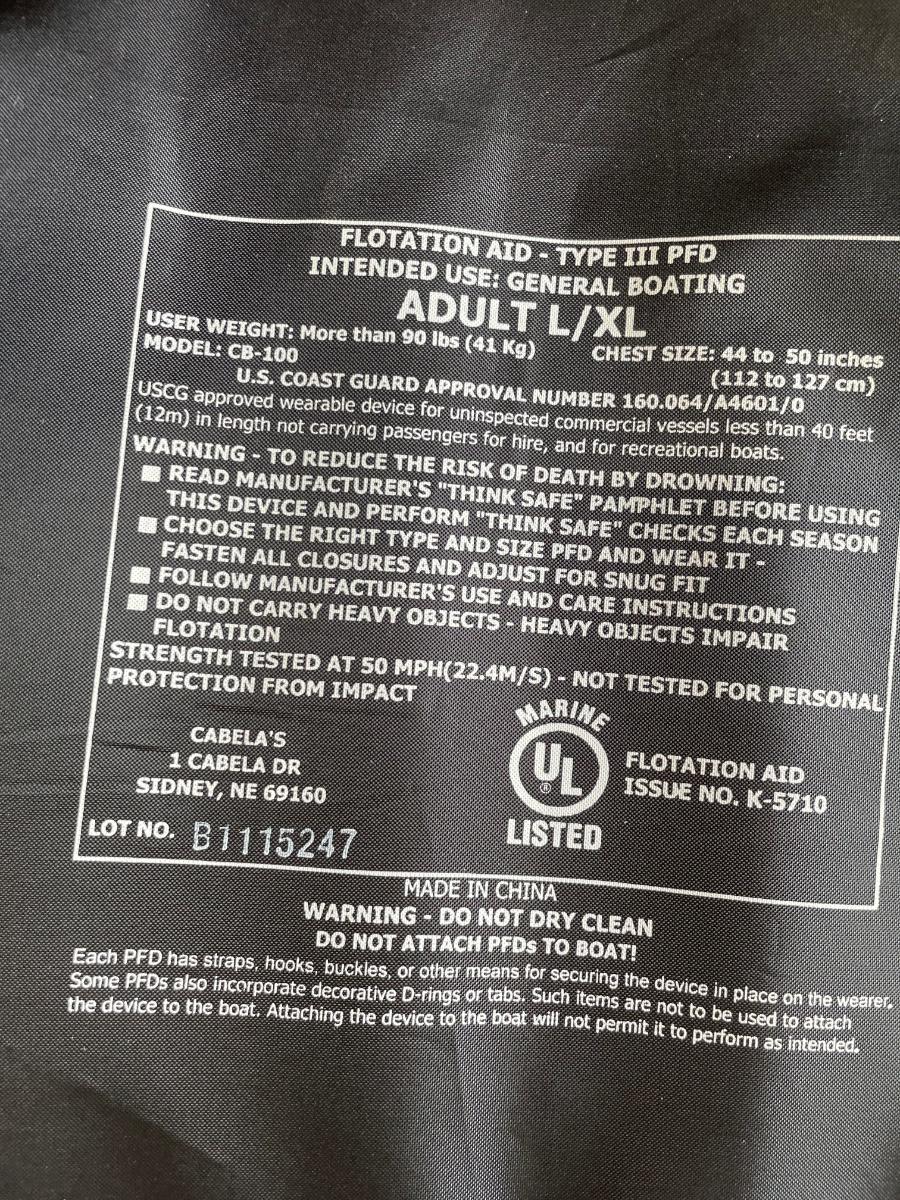 FLOTATION AID - TYPE III PFD
INTENDED USE: GENERAL BOATING
ADULT L/XL
USER WEIGHT: More than 90 lbs (41 Kg) CHEST SIZE: 44 to 50 inches
MODEL: CB-100 (112 to 127 cm)
U.S. COAST GUARD APPROVAL NUMBER 160.064/A4601/0
USCG approved wearable device for uninspected commercial vessels less than 40 feet
(12m) in length not carrying passengers for hire, and for recreational boats.
WARNING - TO REDUCE THE RISK OF DEATH BY DROWNING:
■ READ MANUFACTURER'S "THINK SAFE" PAMPHLET BEFORE USING
THIS DEVICE AND PERFORM "THINK SAFE" CHECKS EACH SEASON
■ CHOOSE THE RIGHT TYPE AND SIZE PFD AND WEAR IT -
FASTEN ALL CLOSURES AND ADJUST FOR SNUG FIT
■ FOLLOW MANUFACTURER'S USE AND CARE INSTRUCTIONS
■ DO NOT CARRY HEAVY OBJECTS - HEAVY OBJECTS IMPAIR
FLOTATION
STRENGTH TESTED AT 50 MPH(22.4M/S) - NOT TESTED FOR PERSONAL
PROTECTION FROM IMPACT
CABELA'S
1 CABELA DR
SIDNEY, NE 69160
MARINE
UL
®
LISTED
FLOTATION AID
ISSUE NO. K-5710
LOT NO. B1115247
MADE IN CHINA
WARNING - DO NOT DRY CLEAN
DO NOT ATTACH PFDs TO BOAT!
Each PFD has straps, hooks, buckles, or other means for securing the device in place on the wearer.
Some PFDs also incorporate decorative D-rings or tabs. Such items are not to be used to attach
the device to the boat. Attaching the device to the boat will not permit it to perform as intended.